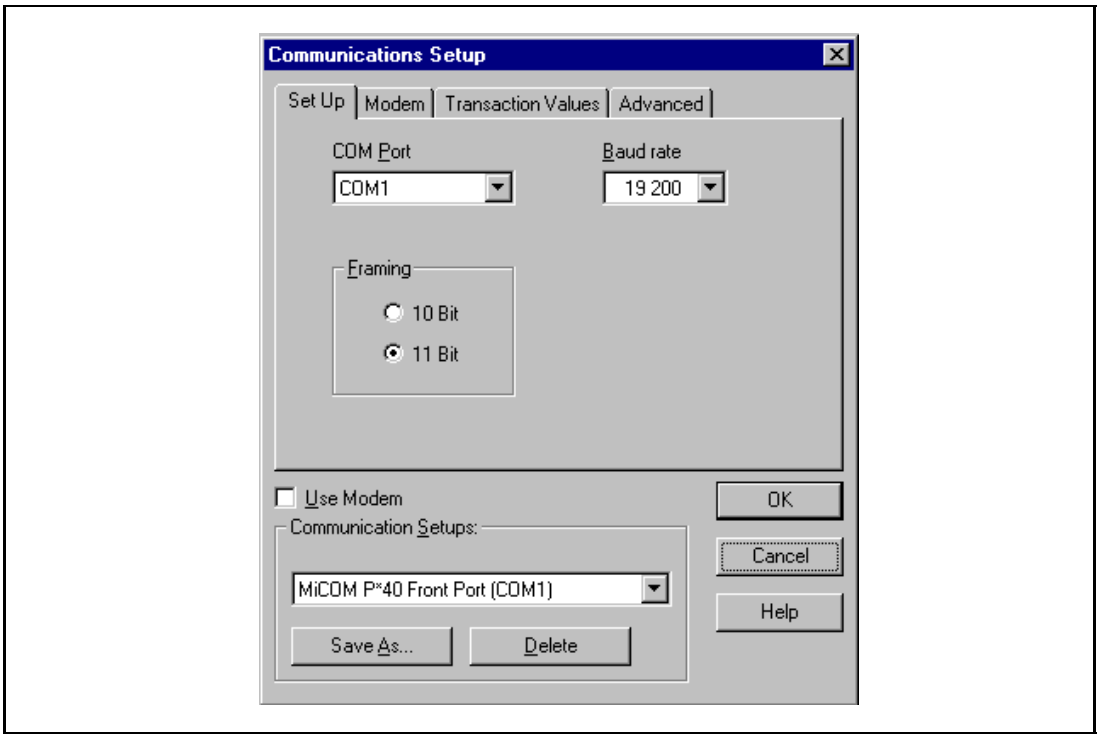 Communications Setup
Set Up Modem Transaction Values Advanced
COM Port Baud rate
COM1 19 200
Framing
10 Bit
11 Bit
Use Modem OK
Communication Setups:
Cancel
MiCOM P*40 Front Port (COM1)
Help
Save As... Delete